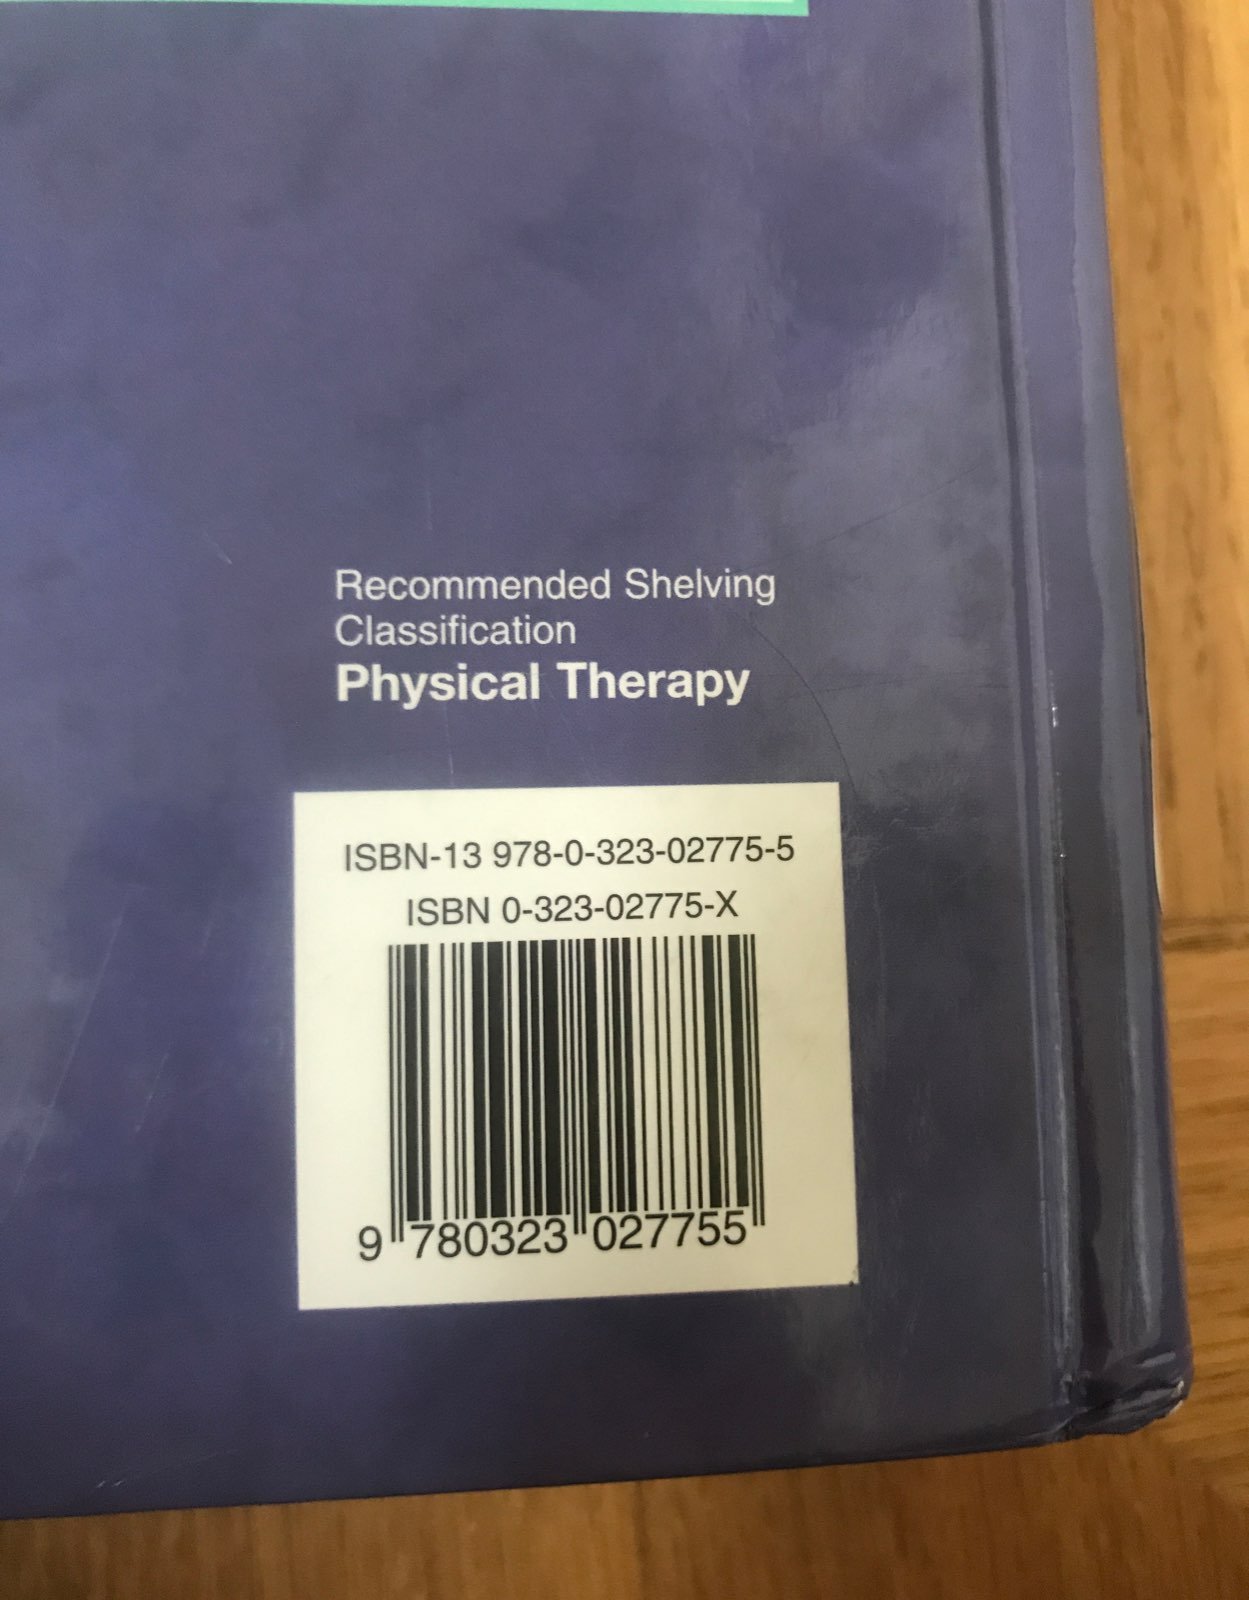 Recommended Shelving
Classification
Physical Therapy
ISBN-13 978-0-323-02775-5
ISBN 0-323-02775-X
9 780323 027755